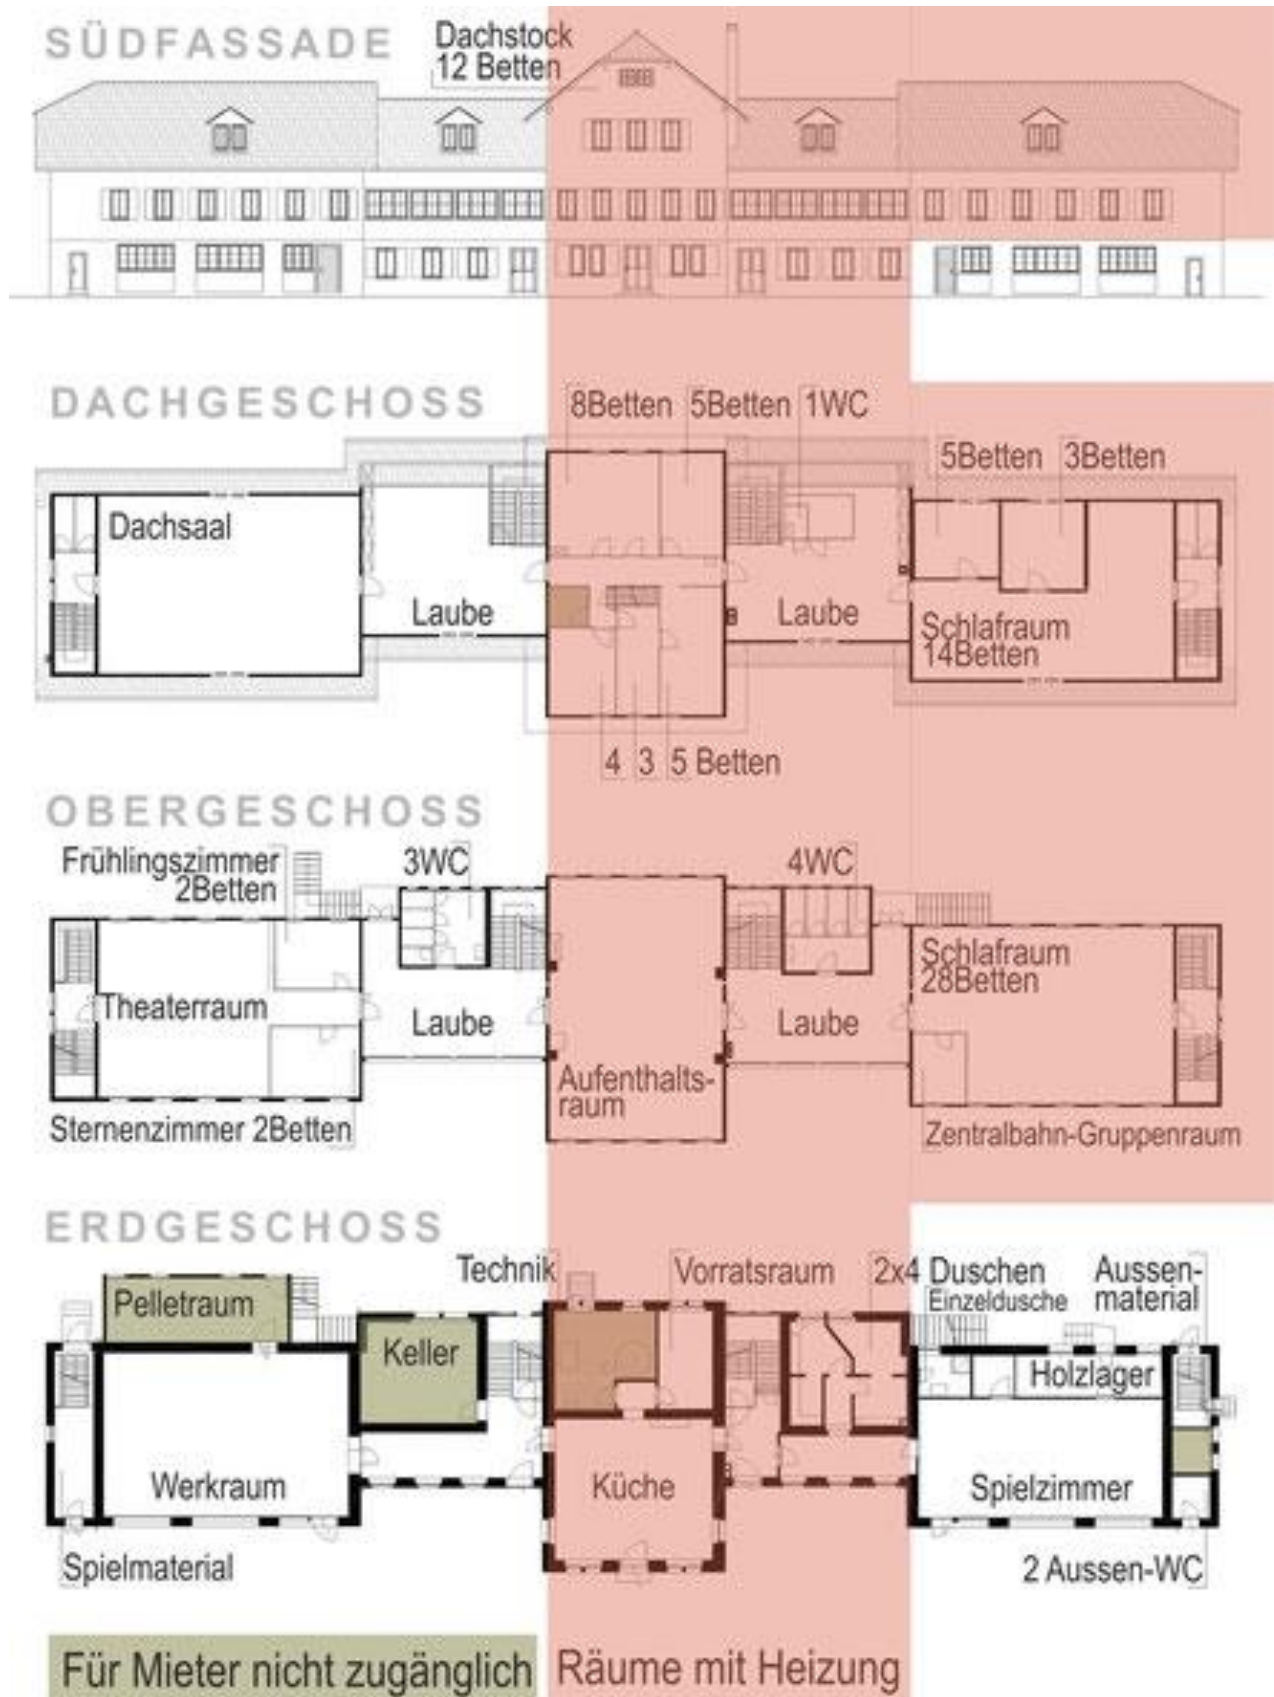 SÜDFASSADE
Dachstock
12 Betten
DACHGESCHOSS
8Betten
5Betten
1WC
5Betten
3Betten
Dachsaal
Laube
Laube
Schlafraum
14Betten
4
3
5 Betten
OBERGESCHOSS
Frühlingszimmer
2Betten
3WC
4WC
Schlafraum
28Betten
Theaterraum
Laube
Laube
Aufenthalts-
raum
Sternenzimmer 2Betten
Zentralbahn-Gruppenraum
ERDGESCHOSS
Technik
Vorratsraum
2x4 Duschen
Einzeldusche
Aussen-
material
Pelletraum
Keller
Holzlager
Werkraum
Küche
Spielzimmer
Spielmaterial
2 Aussen-WC
Für Mieter nicht zugänglich
Räume mit Heizung